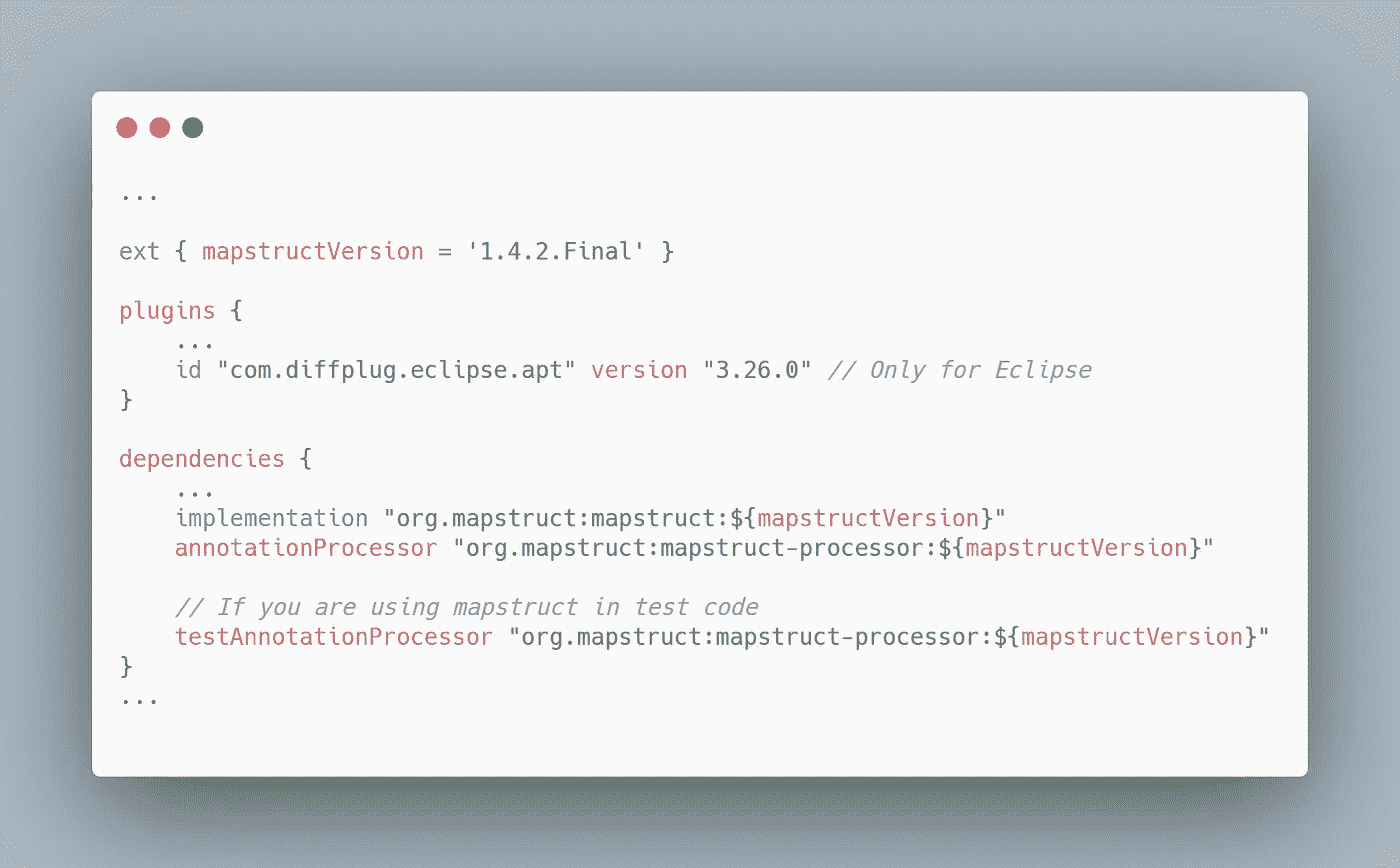 ...
ext { mapstructVersion = '1.4.2.Final' }
plugins {
...
id "com.diffplug.eclipse.apt" version "3.26.0" // Only for Eclipse
}
dependencies {
...
implementation "org.mapstruct:mapstruct:${mapstructVersion}"
annotationProcessor "org.mapstruct:mapstruct-processor:${mapstructVersion}"
// If you are using mapstruct in test code
testAnnotationProcessor "org.mapstruct:mapstruct-processor:${mapstructVersion}"
}
...